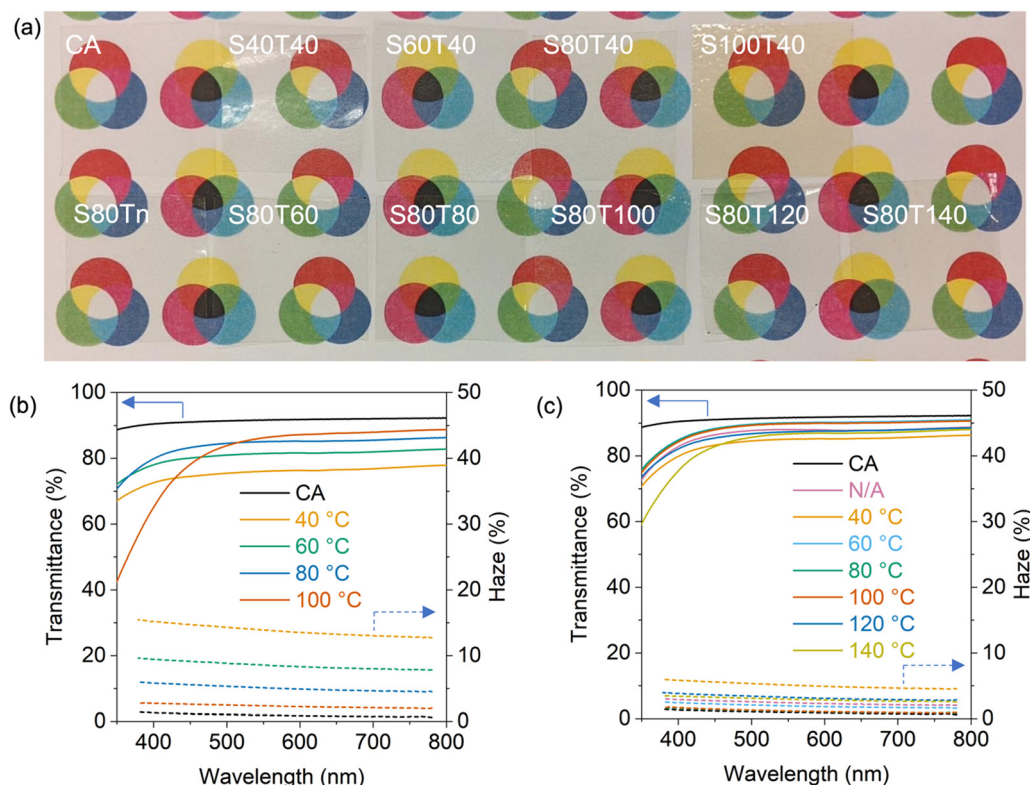 (a)
CA S40T40 S60T40 S80T40 S100T40
S80Tn S80T60 S80T80 S80T100 S80T120 S80T140
(b)
100
80
60
40
20
0
Transmittance (%)
50
40
30
20
10
0
Haze (%)
CA
40 °C
60 °C
80 °C
100 °C
400 500 600 700 800
Wavelength (nm)
(c)
100
80
60
40
20
0
Transmittance (%)
50
40
30
20
10
0
Haze (%)
CA
N/A
40 °C
60 °C
80 °C
100 °C
120 °C
140 °C
400 500 600 700 800
Wavelength (nm)